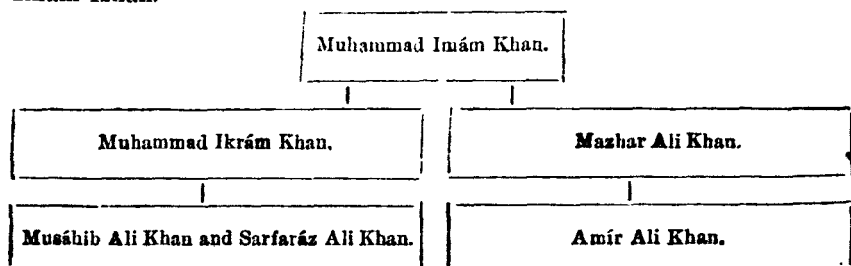 Muhammad Imám Khan.
Muhammad Ikrám Khan.
Mazhar Ali Khan.
Musáhib Ali Khan and Sarfaráz Ali Khan.
Amír Ali Khan.